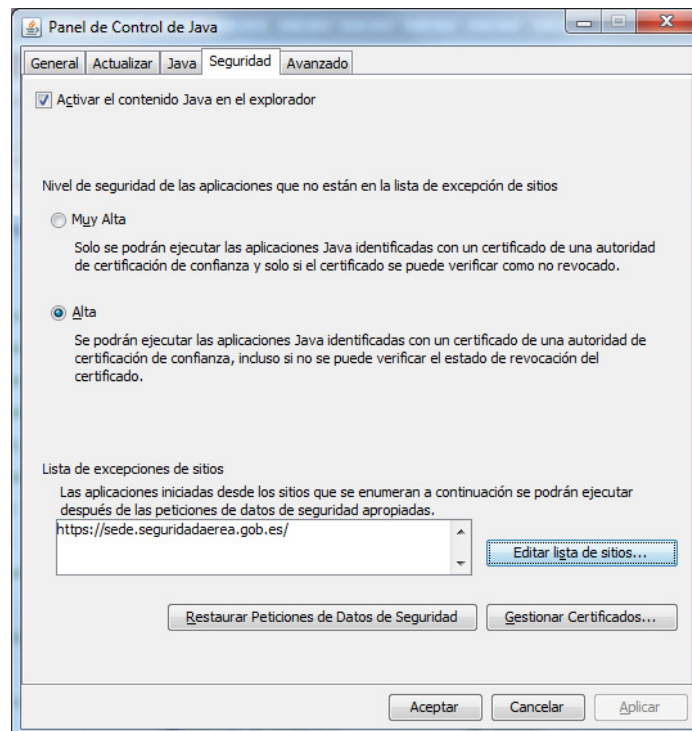 Panel de Control de Java
General Actualizar Java Seguridad Avanzado
Activar el contenido Java en el explorador
Nivel de seguridad de las aplicaciones que no están en la lista de excepción de sitios
Muy Alta
Solo se podrán ejecutar las aplicaciones Java identificadas con un certificado de una autoridad
de certificación de confianza y solo si el certificado se puede verificar como no revocado.
Alta
Se podrán ejecutar las aplicaciones Java identificadas con un certificado de una autoridad de
certificación de confianza, incluso si no se puede verificar el estado de revocación del
certificado.
Lista de excepciones de sitios
Las aplicaciones iniciadas desde los sitios que se enumeran a continuación se podrán ejecutar
después de las peticiones de datos de seguridad apropiadas.
https://sede.seguridadaerea.gob.es/
Editar lista de sitios...
Restaurar Peticiones de Datos de Seguridad Gestionar Certificados...
Aceptar Cancelar Aplicar